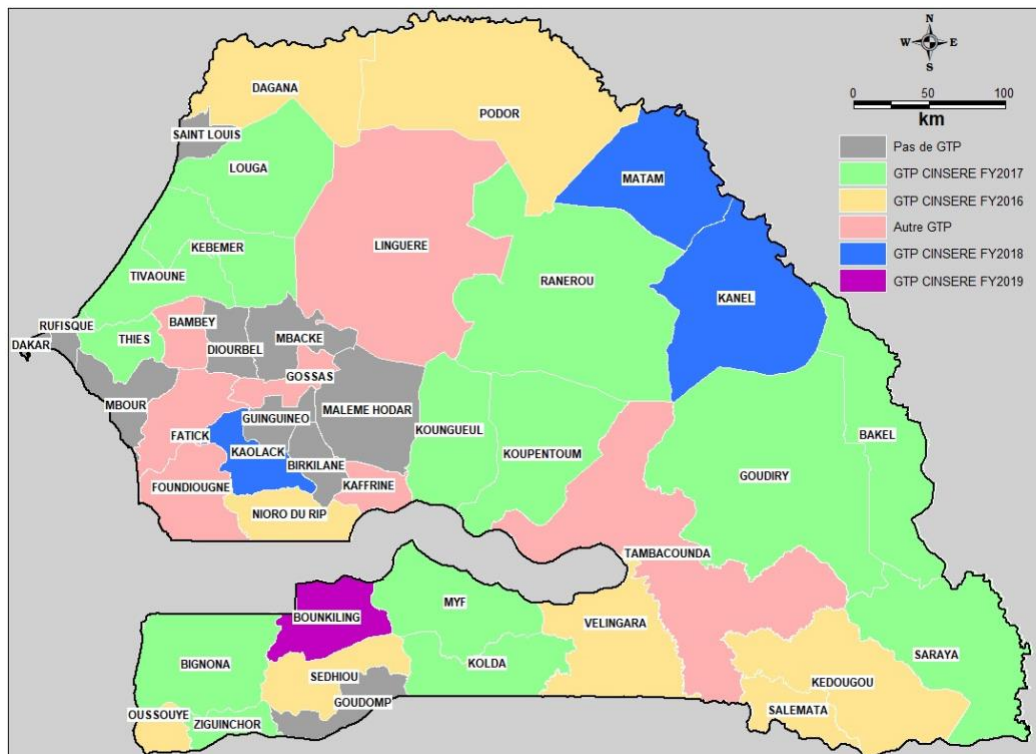 N
W E
S
0 50 100
km
Pas de GTP
GTP CINSERE FY2017
GTP CINSERE FY2016
Autre GTP
GTP CINSERE FY2018
GTP CINSERE FY2019
DAGANA
PODOR
SAINT LOUIS
LOUGA
MATAM
LINGUERE
KEBEMER
TIVAOUNE
RANEROU
KANEL
RUFISQUE
DAKAR
THIES
BAMBEY
DIOURBEL
MBACKE
GOSSAS
MBOUR
GUINGUINEO
MALEME HODAR
KOUNGUEUL
FATICK
KAOLACK
BIRKILANE
KOUPENTOUM
BAKEL
GOUDIRY
FOUNDIOUGNE
KAFFRINE
NIORO DU RIP
TAMBACOUNDA
BOUNKILING
MYF
VELINGARA
BIGNONA
SEDHIOU
KOLDA
SARAYA
KEDOUGOU
GOUDOMP
SALEMATA
OUSSOUYE
ZIGUINCHOR